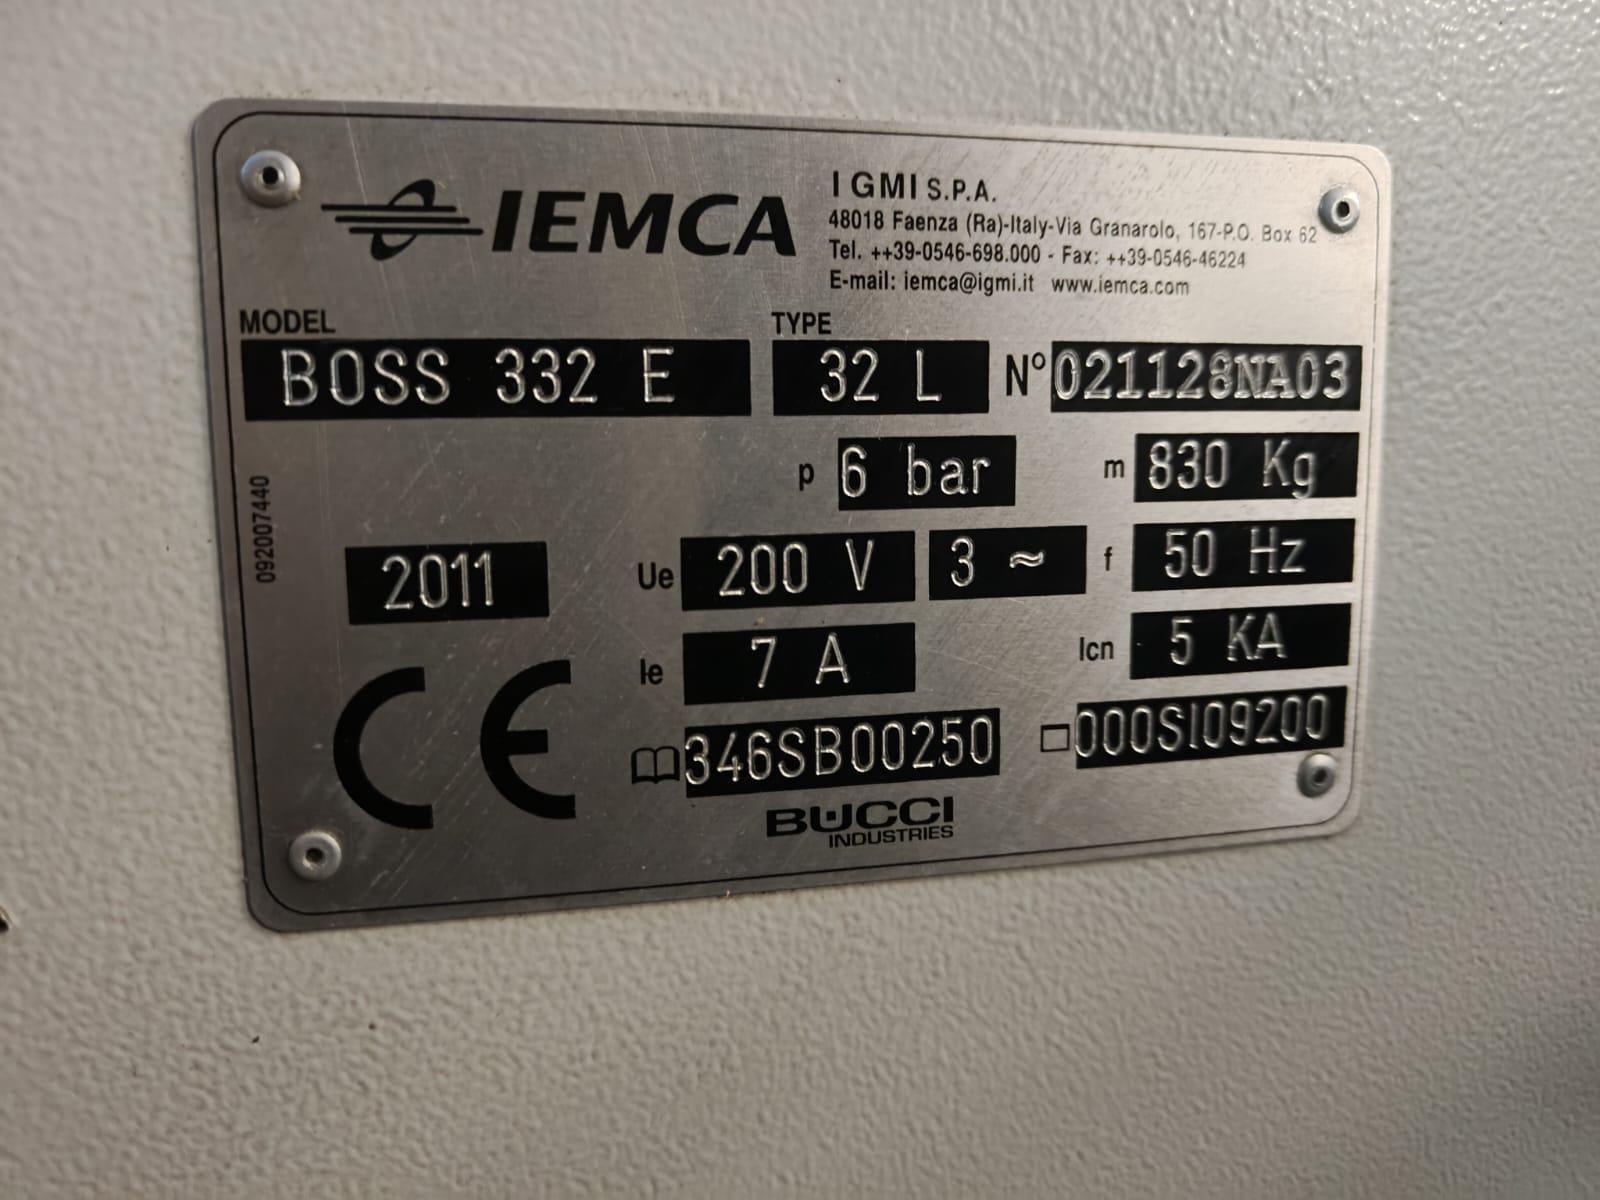 IEMCA
I GMI S.P.A.
48018 Faenza (Ra)-Italy-Via Granarolo, 167-P.O. Box 62
Tel. ++39-0546-698.000 - Fax: ++39-0546-46224
E-mail: iemca@igmi.it www.iemca.com
MODEL TYPE
BOSS 332 E 32 L N° 021128NA03
p 6 bar m 830 Kg
092007440
2011 Ue 200 V 3 ~ f 50 Hz
Ie 7 A Icn 5 KA
CE
346SB00250 000SI09200
BUCCI
INDUSTRIES